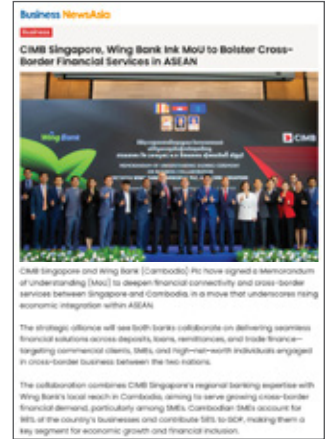 Business NewsAsia
Business
CIMB Singapore, Wing Bank Ink MoU to Bolster Cross-
Border Financial Services in ASEAN
Wing Bank
CIMB
MEMORANDUM OF UNDERSTANDING SIGNING CEREMONY
CIMB Singapore and Wing Bank (Cambodia) Plc have signed a Memorandum
of Understanding (MoU) to deepen financial connectivity and cross-border
services between Singapore and Cambodia, in a move that underscores rising
economic integration within ASEAN.
The strategic alliance will see both banks collaborate on delivering seamless
financial solutions across deposits, loans, remittances, and trade finance—
targeting commercial clients, SMEs, and high-net-worth individuals engaged
in cross-border business between the two nations.
The collaboration combines CIMB Singapore's regional banking expertise with
Wing Bank's local reach in Cambodia, aiming to serve growing cross-border
financial demand, particularly among SMEs. Cambodian SMEs account for
of the country's businesses and contribute 58% to GDP, making them a
key segment for economic growth and financial inclusion.